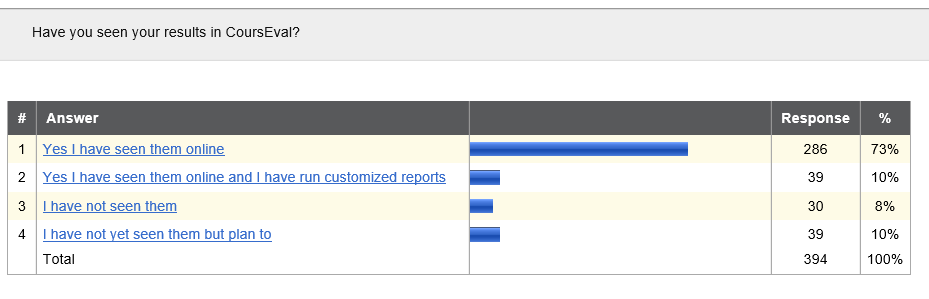 Have you seen your results in CoursEval?
# Answer Response %
1 Yes I have seen them online 286 73%
2 Yes I have seen them online and I have run customized reports 39 10%
3 I have not seen them 30 8%
4 I have not yet seen them but plan to 39 10%
Total 394 100%